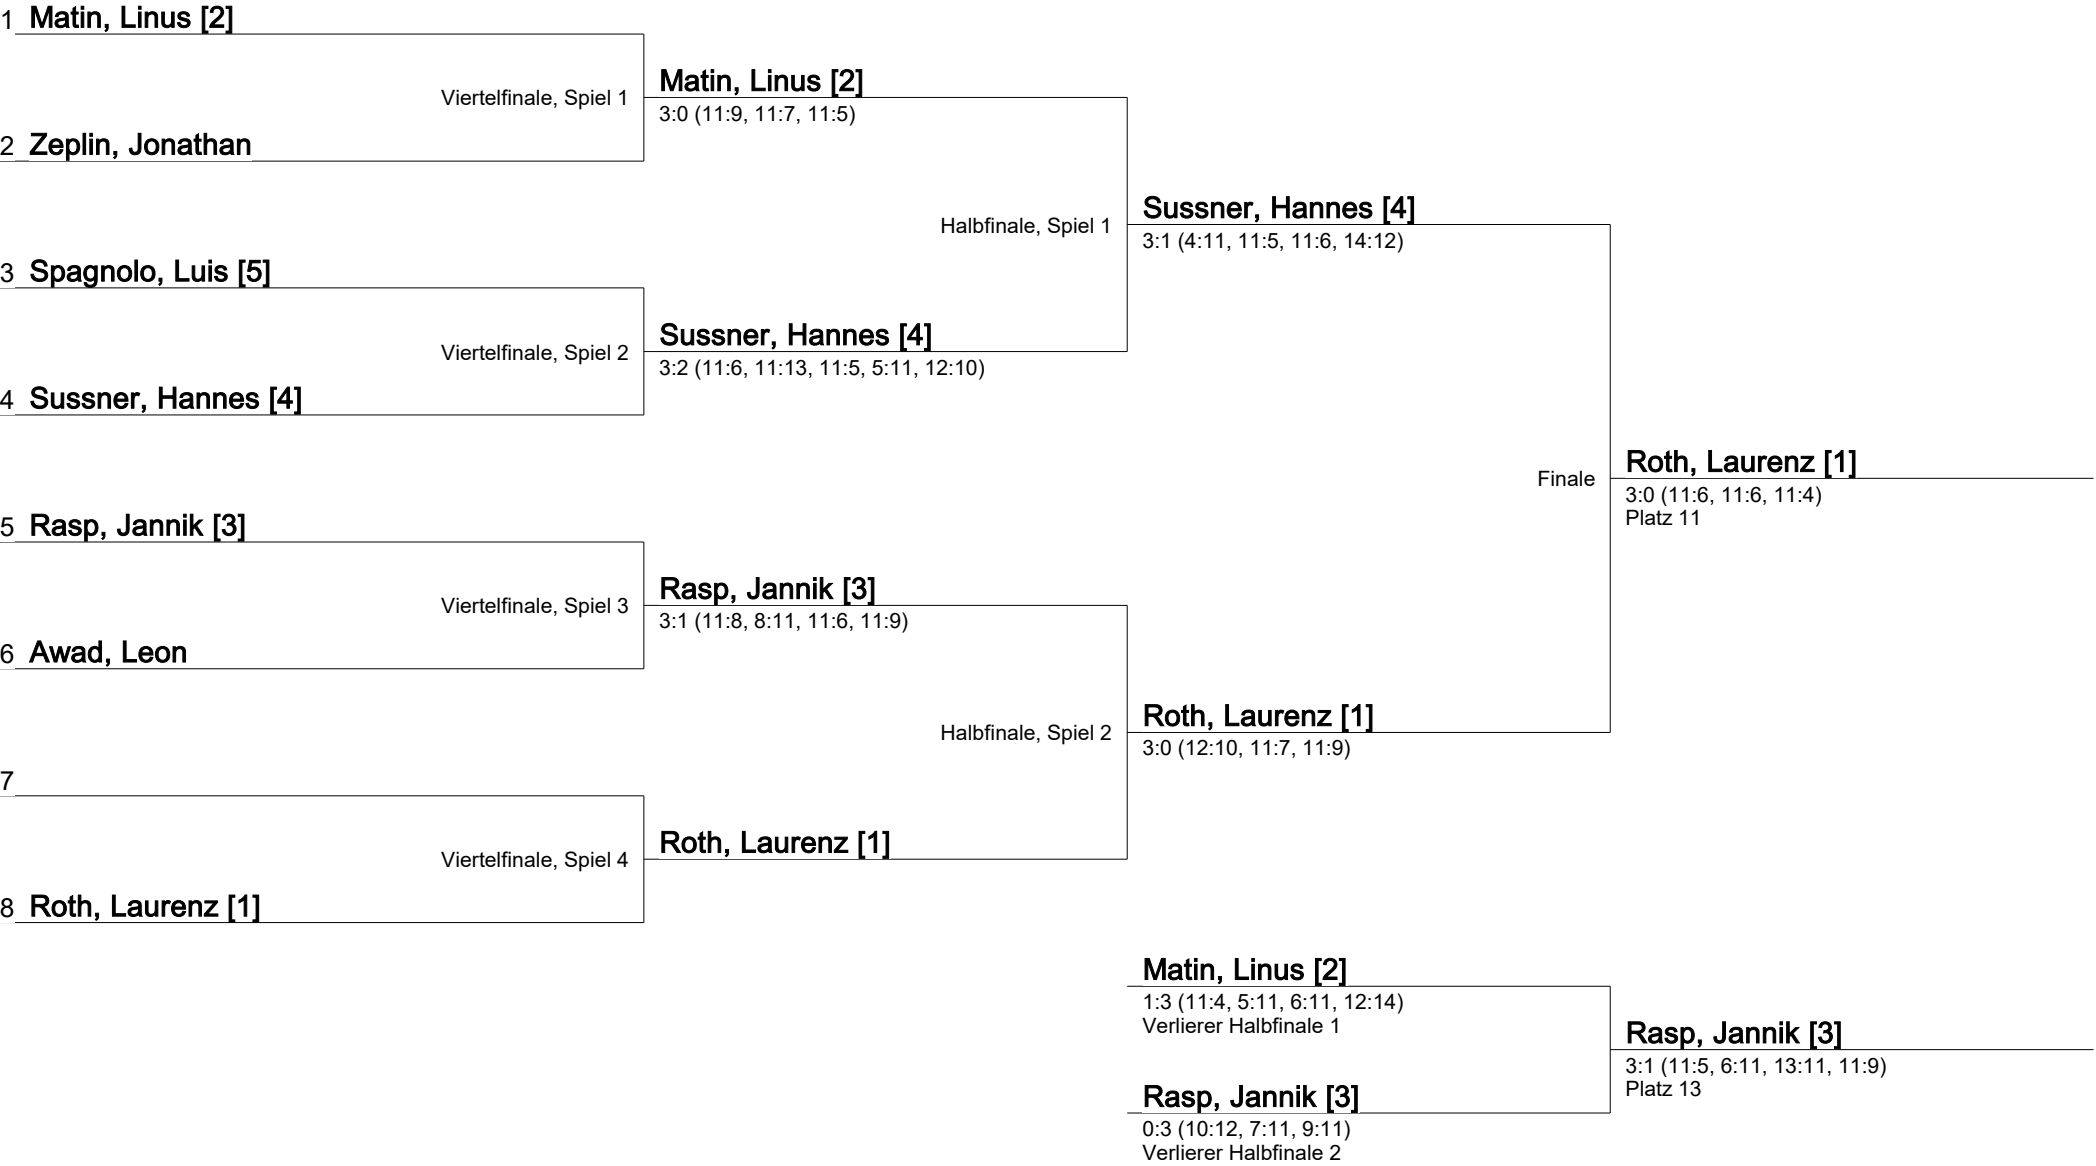 1 Matin, Linus [2]
Viertelfinale, Spiel 1
Matin, Linus [2]
3:0 (11:9, 11:7, 11:5)
2 Zeplin, Jonathan
Halbfinale, Spiel 1
Sussner, Hannes [4]
3:1 (4:11, 11:5, 11:6, 14:12)
3 Spagnolo, Luis [5]
Viertelfinale, Spiel 2
Sussner, Hannes [4]
3:2 (11:6, 11:13, 11:5, 5:11, 12:10)
4 Sussner, Hannes [4]
Finale
Roth, Laurenz [1]
3:0 (11:6, 11:6, 11:4)
Platz 11
5 Rasp, Jannik [3]
Viertelfinale, Spiel 3
Rasp, Jannik [3]
3:1 (11:8, 8:11, 11:6, 11:9)
6 Awad, Leon
Halbfinale, Spiel 2
Roth, Laurenz [1]
3:0 (12:10, 11:7, 11:9)
7
Viertelfinale, Spiel 4
Roth, Laurenz [1]
8 Roth, Laurenz [1]
Matin, Linus [2]
1:3 (11:4, 5:11, 6:11, 12:14)
Verlierer Halbfinale 1
Rasp, Jannik [3]
3:1 (11:5, 6:11, 13:11, 11:9)
Platz 13
Rasp, Jannik [3]
0:3 (10:12, 7:11, 9:11)
Verlierer Halbfinale 2